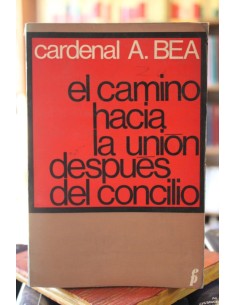 cardenal A. BEA
el camino
hacia
la unión
después
del concilio